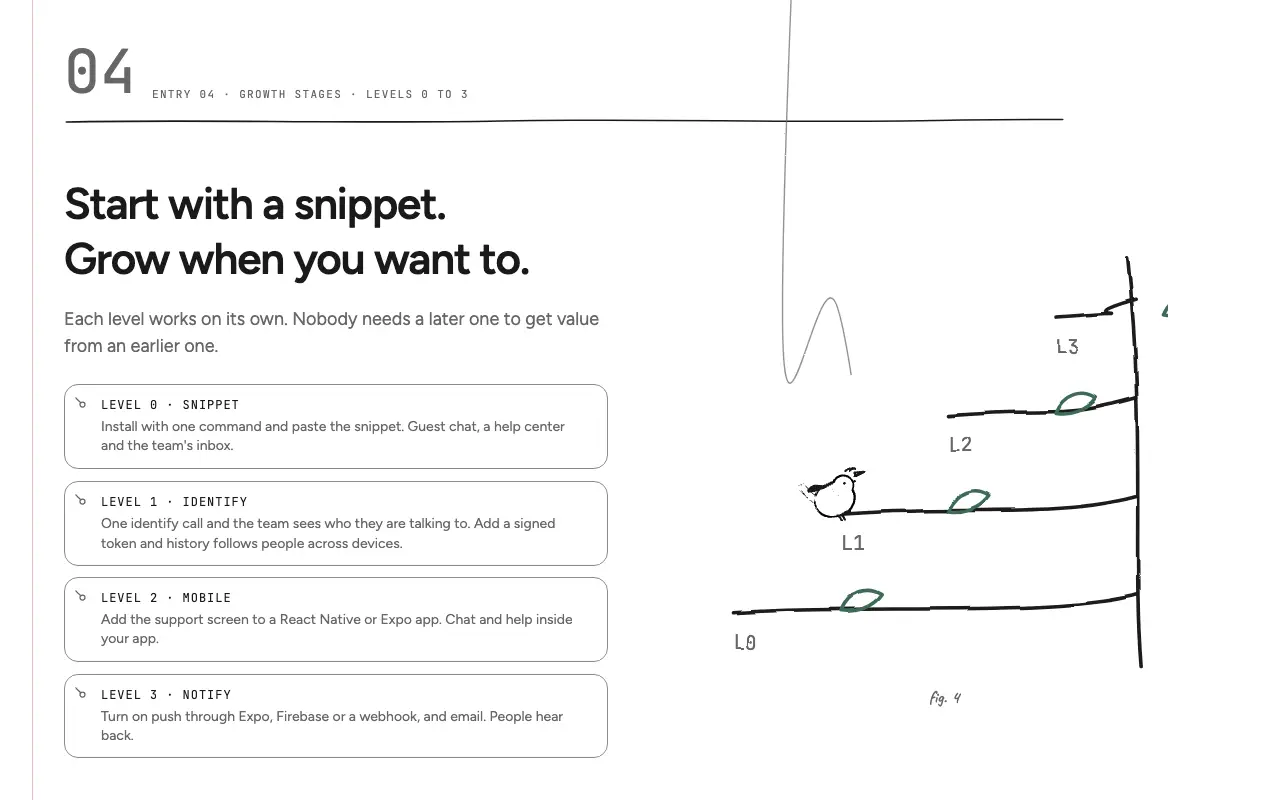 04
ENTRY 04 · GROWTH STAGES · LEVELS 0 TO 3
Start with a snippet.
Grow when you want to.
Each level works on its own. Nobody needs a later one to get value
from an earlier one.
LEVEL 0 · SNIPPET
Install with one command and paste the snippet. Guest chat, a help center
and the team's inbox.
LEVEL 1 · IDENTIFY
One identify call and the team sees who they are talking to. Add a signed
token and history follows people across devices.
LEVEL 2 · MOBILE
Add the support screen to a React Native or Expo app. Chat and help inside
your app.
LEVEL 3 · NOTIFY
Turn on push through Expo, Firebase or a webhook, and email. People hear
back.
L3
L2
L1
L0
fig. 4